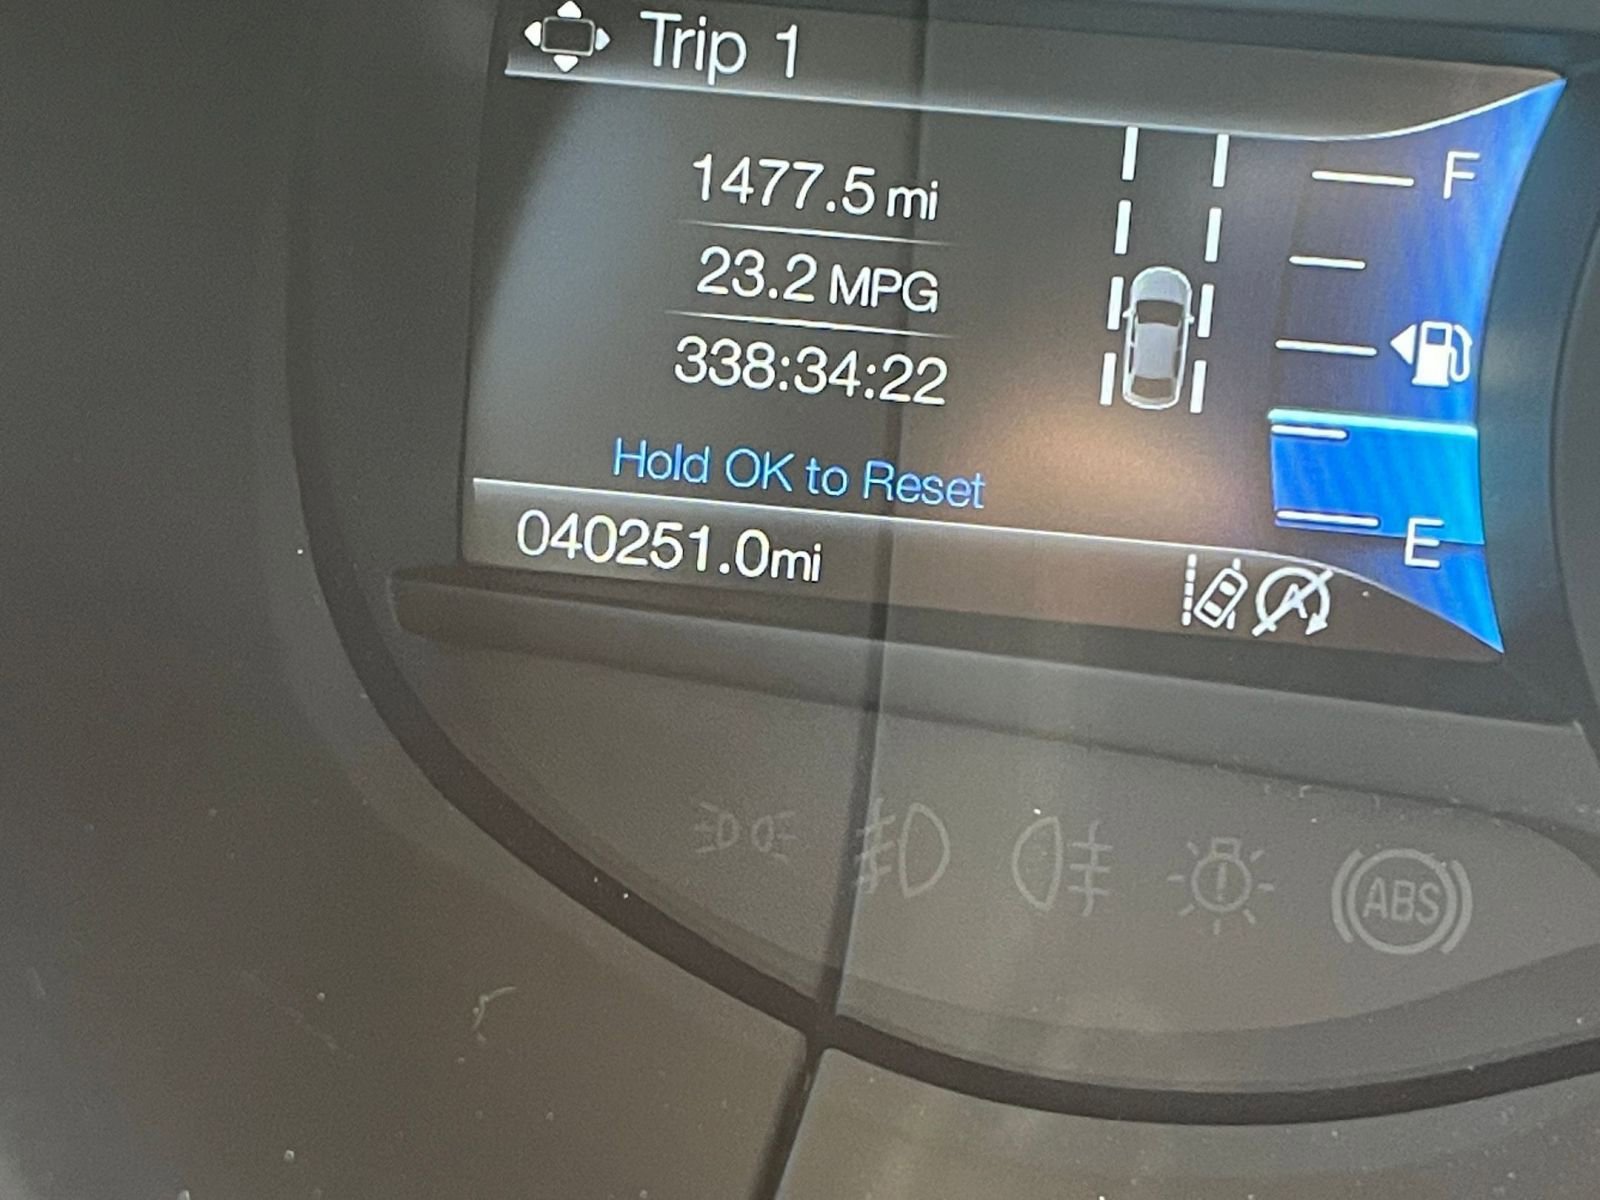 Trip 1
F
1477.5 mi
23.2 MPG
338:34:22
Hold OK to Reset
E
040251.0mi
A
ABS